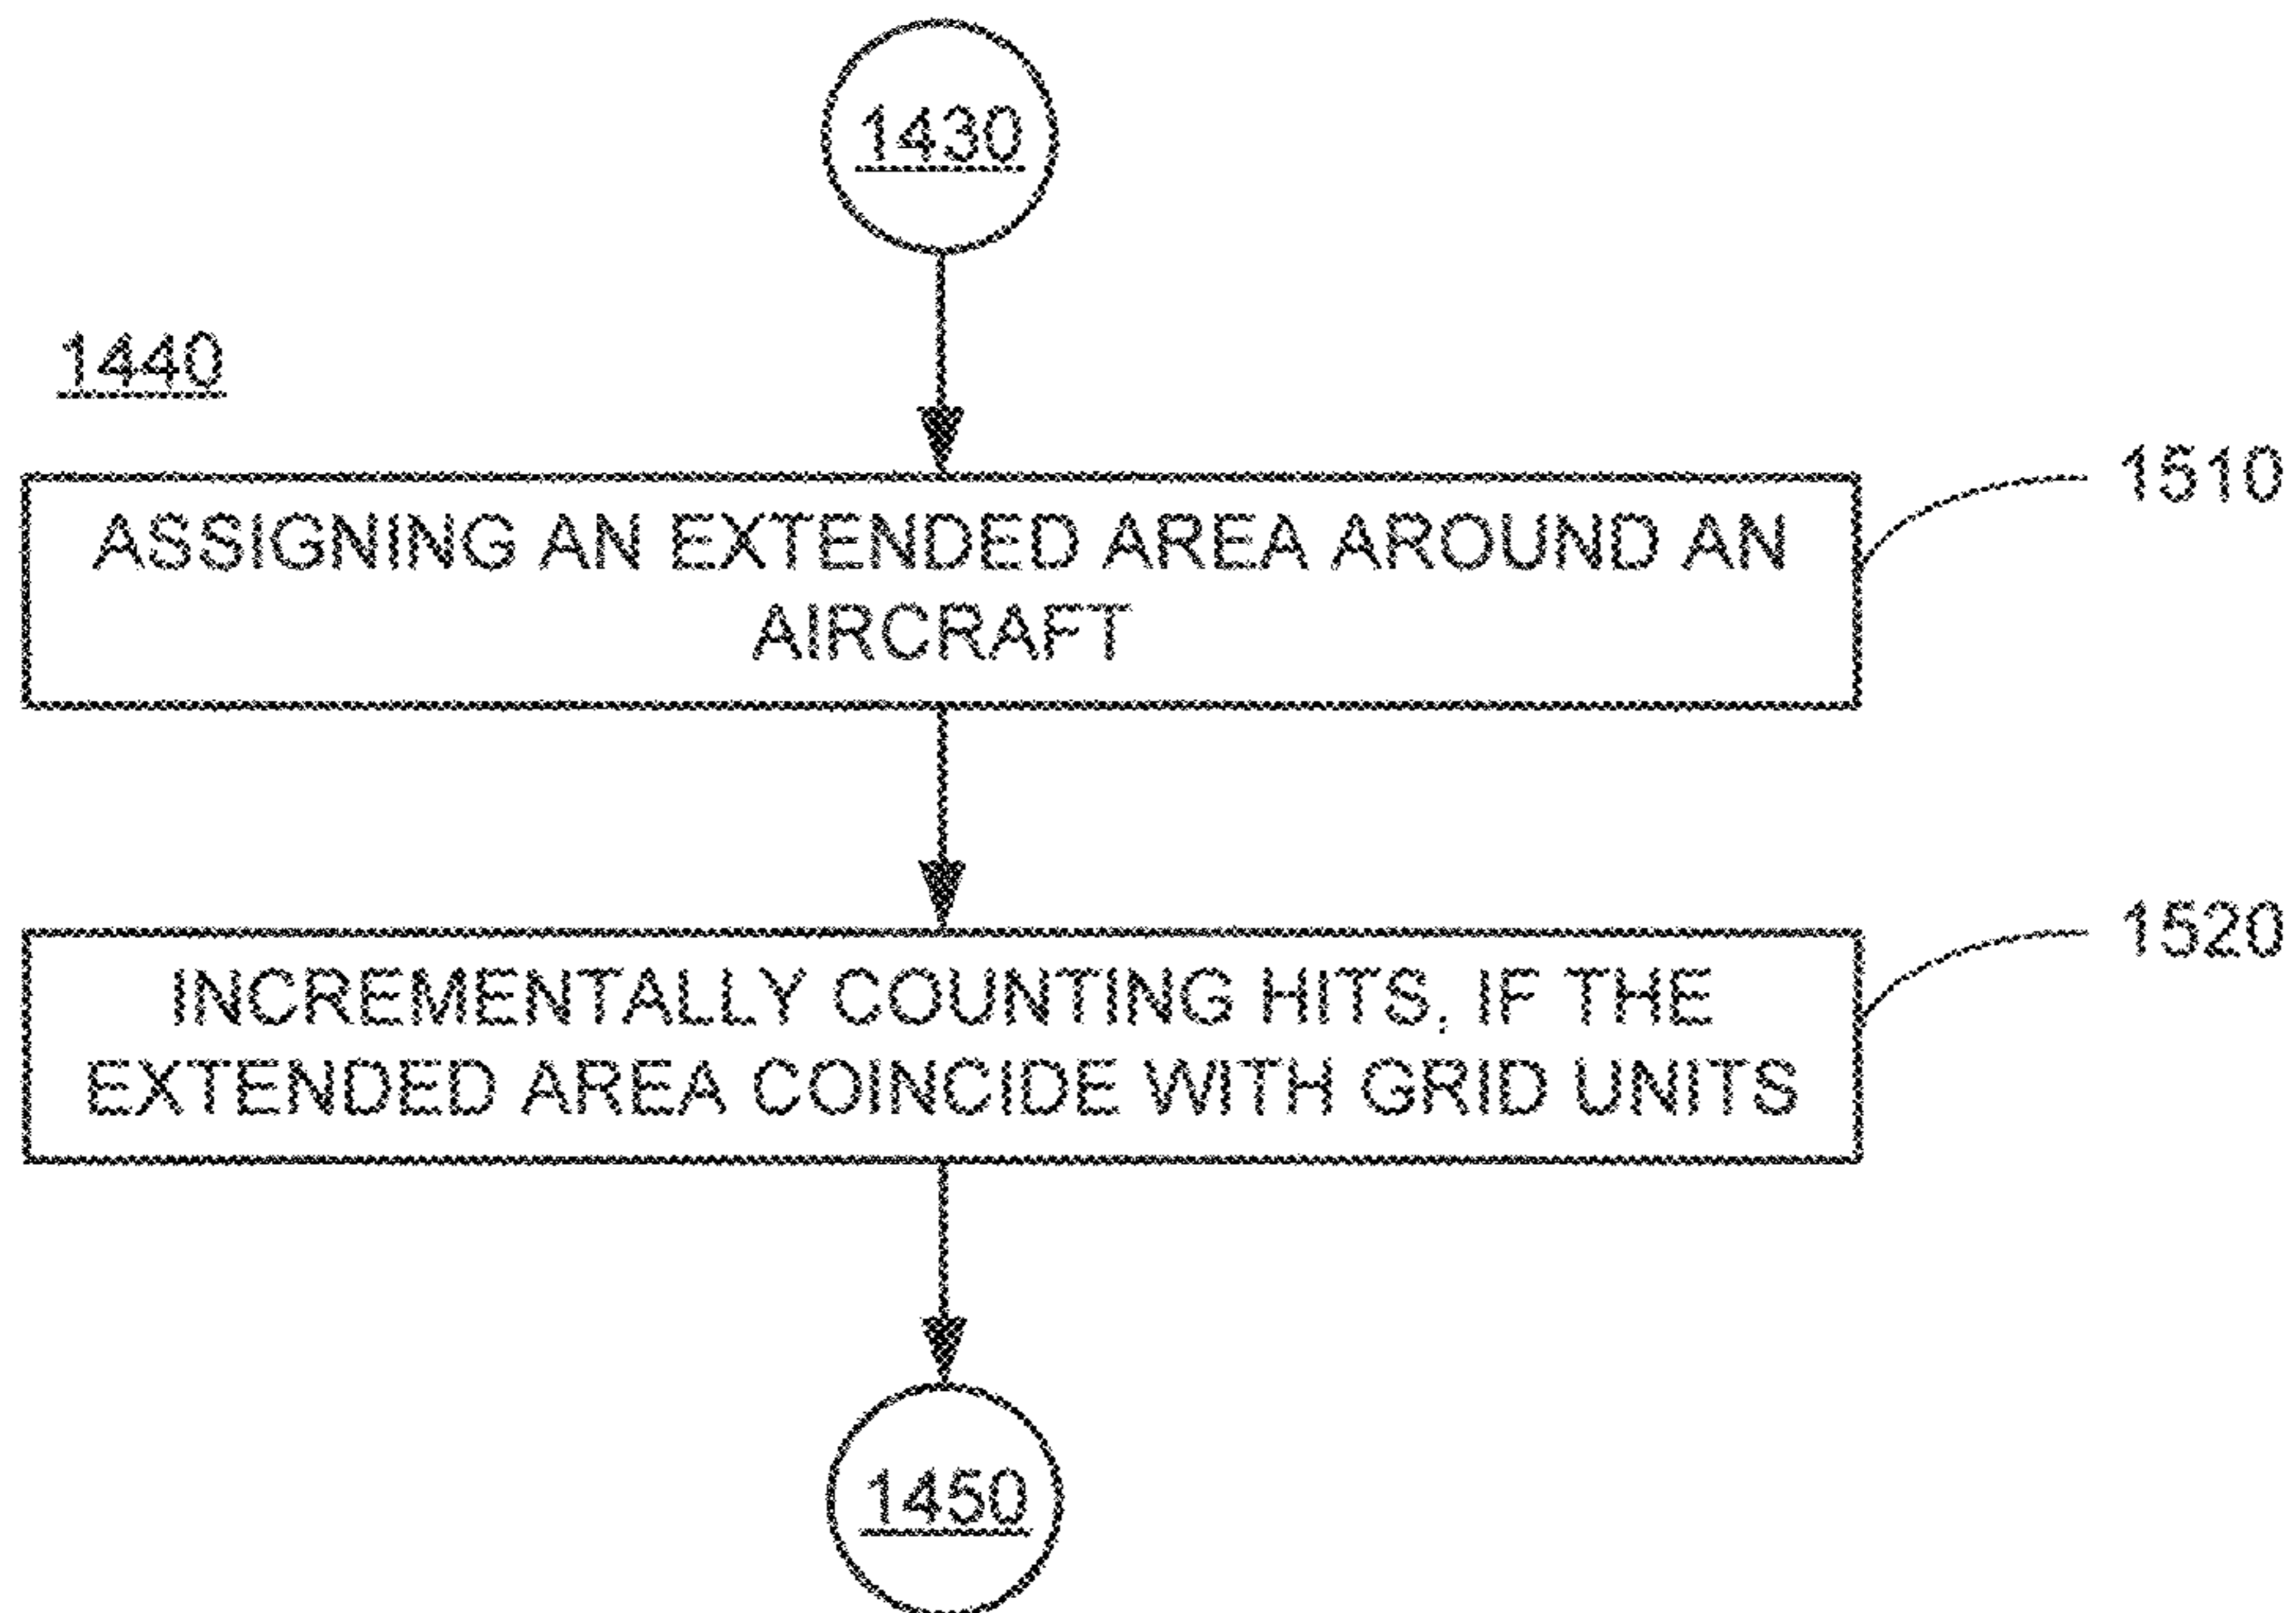 1430
1440
1510
ASSIGNING AN EXTENDED AREA AROUND AN
AIRCRAFT
1520
INCREMENTALLY COUNTING HITS, IF THE
EXTENDED AREA COINCIDE WITH GRID UNITS
1450